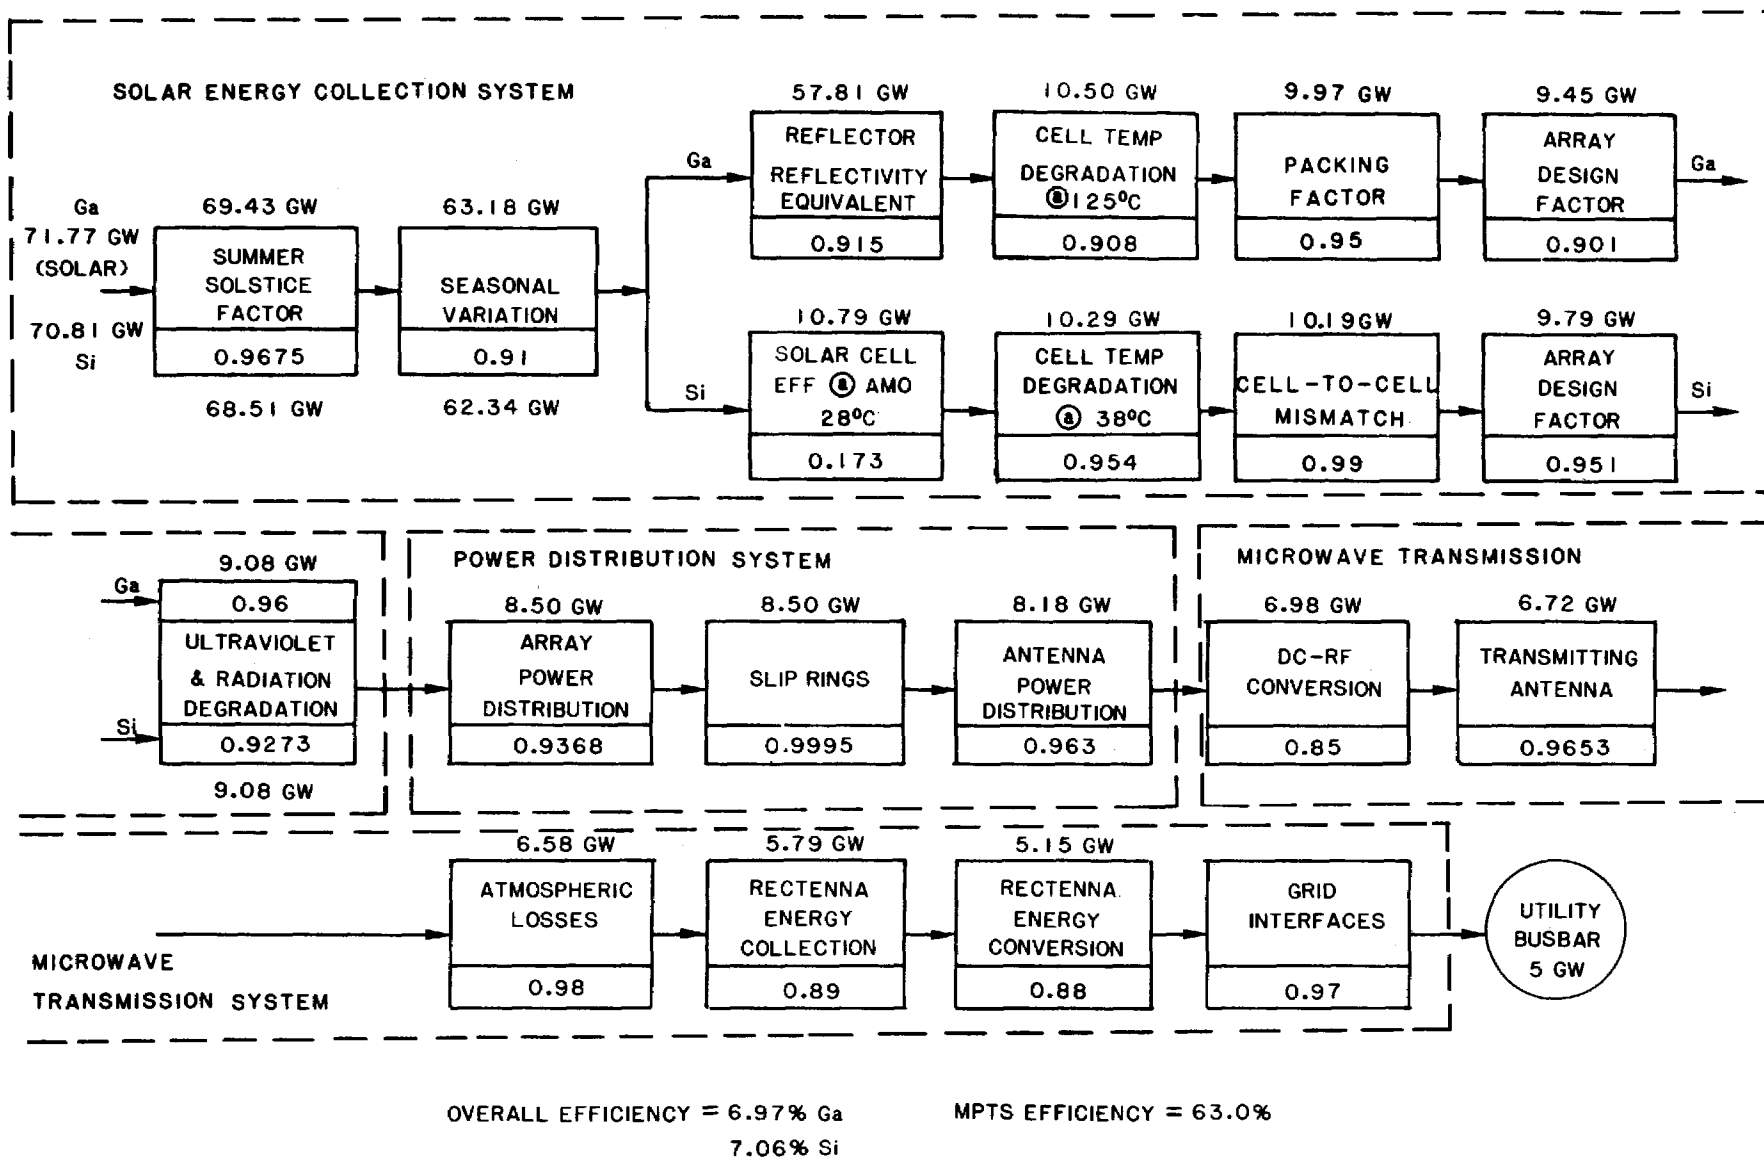 SOLAR ENERGY COLLECTION SYSTEM
Ga
71.77 GW
(SOLAR)
70.81 GW
Si
69.43 GW
SUMMER
SOLSTICE
FACTOR
0.9675
68.51 GW
63.18 GW
SEASONAL
VARIATION
0.91
62.34 GW
Ga
57.81 GW
REFLECTOR
REFLECTIVITY
EQUIVALENT
0.915
10.50 GW
CELL TEMP
DEGRADATION
@125°C
0.908
9.97 GW
PACKING
FACTOR
0.95
9.45 GW
ARRAY
DESIGN
FACTOR
0.901
Ga
Si
10.79 GW
SOLAR CELL
EFF @ AMO
28°C
0.173
10.29 GW
CELL TEMP
DEGRADATION
@ 38°C
0.954
10.19GW
CELL-TO-CELL
MISMATCH
0.99
9.79 GW
ARRAY
DESIGN
FACTOR
0.951
Si
Ga
Si
9.08 GW
0.96
ULTRAVIOLET
& RADIATION
DEGRADATION
0.9273
9.08 GW
POWER DISTRIBUTION SYSTEM
8.50 GW
ARRAY
POWER
DISTRIBUTION
0.9368
8.50 GW
SLIP RINGS
0.9995
8.18 GW
ANTENNA
POWER
DISTRIBUTION
0.963
MICROWAVE TRANSMISSION
6.98 GW
DC-RF
CONVERSION
0.85
6.72 GW
TRANSMITTING
ANTENNA
0.9653
MICROWAVE
TRANSMISSION SYSTEM
6.58 GW
ATMOSPHERIC
LOSSES
0.98
5.79 GW
RECTENNA
ENERGY
COLLECTION
0.89
5.15 GW
RECTENNA
ENERGY
CONVERSION
0.88
GRID
INTERFACES
0.97
UTILITY
BUSBAR
5 GW
OVERALL EFFICIENCY = 6.97% Ga
7.06% Si
MPTS EFFICIENCY = 63.0%